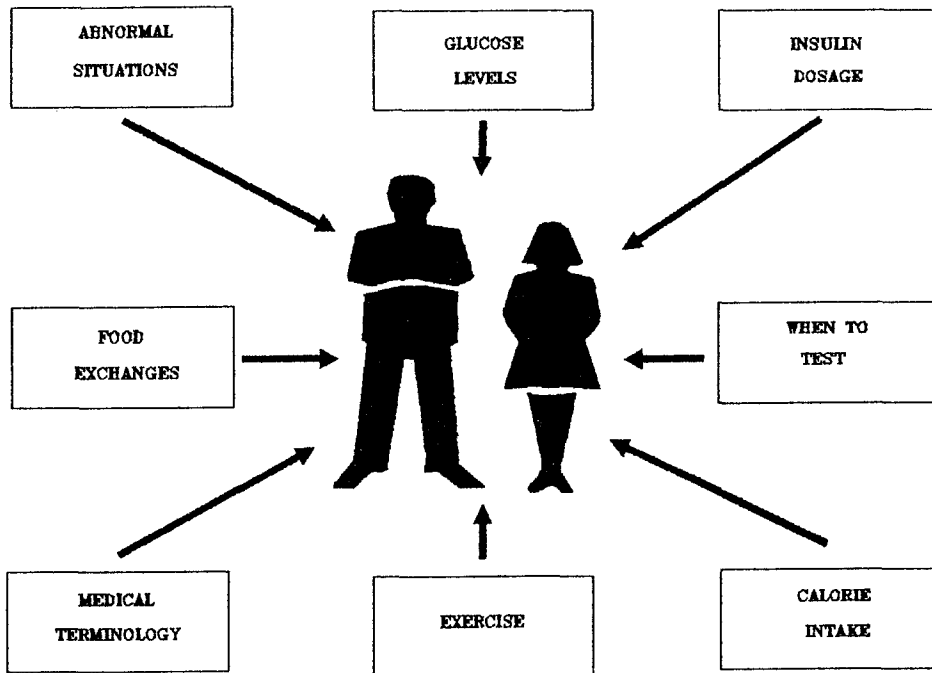 ABNORMAL
SITUATIONS
GLUCOSE
LEVELS
INSULIN
DOSAGE
FOOD
EXCHANGES
WHEN TO
TEST
MEDICAL
TERMINOLOGY
EXERCISE
CALORIE
INTAKE